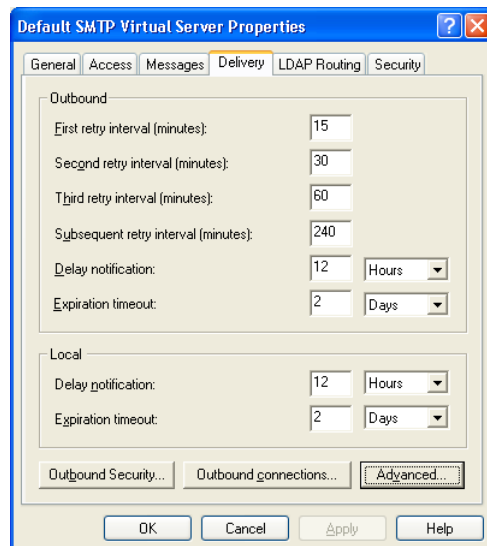 Default SMTP Virtual Server Properties
General Access Messages Delivery LDAP Routing Security
Outbound
First retry interval (minutes): 15
Second retry interval (minutes): 30
Third retry interval (minutes): 60
Subsequent retry interval (minutes): 240
Delay notification: 12 Hours
Expiration timeout: 2 Days
Local
Delay notification: 12 Hours
Expiration timeout: 2 Days
Outbound Security... Outbound connections... Advanced...
OK Cancel Apply Help